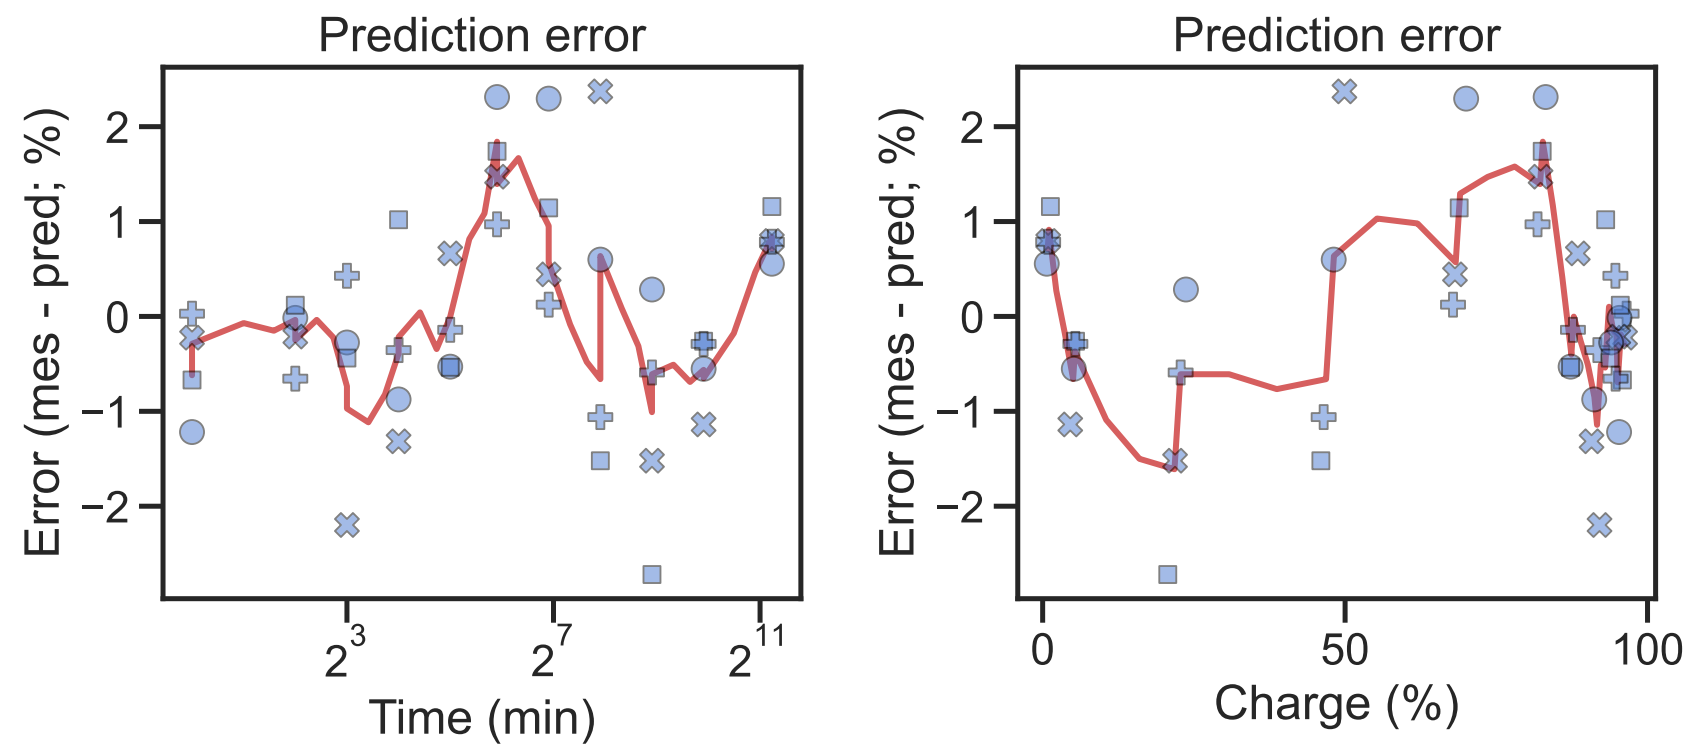 Prediction error
Error (mes - pred; %)
2
1
0
−1
−2
2^3
2^7
2^11
Time (min)
Prediction error
Error (mes - pred; %)
2
1
0
−1
−2
0
50
100
Charge (%)